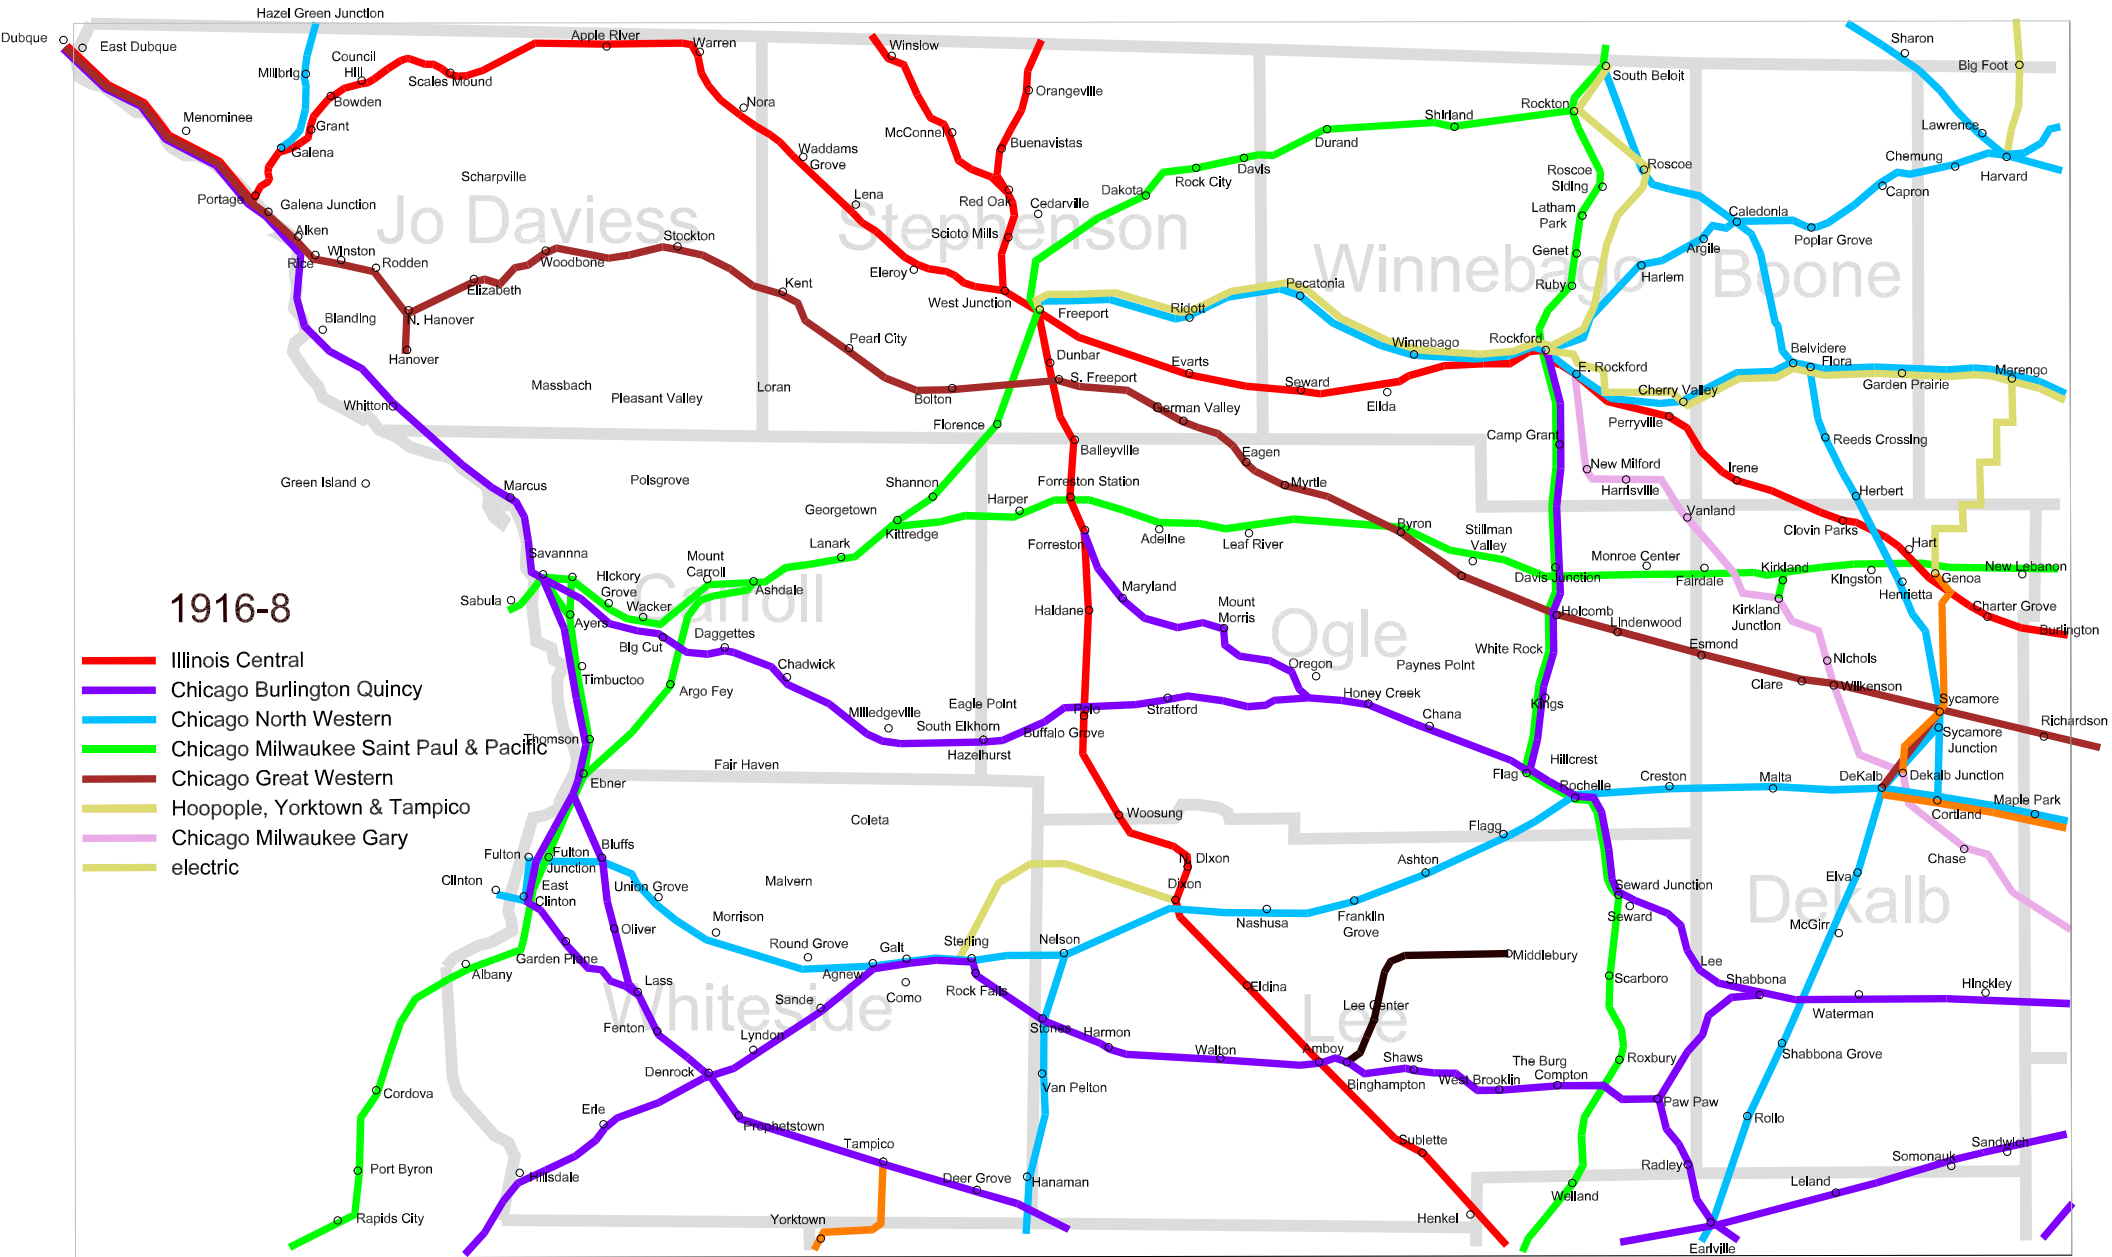 Hazel Green Junction
Dubque
East Dubque
Council
Hill
Apple River
Warren
Winslow
Sharon
Millbrig
Scales Mound
South Beloit
Big Foot
Bowden
Nora
Orangeville
Rockton
Shirland
Menominee
Grant
McConnel
Lawrence
Galena
Waddams
Grove
Buenavistas
Durand
Roscoe
Roscoe
Siding
Chemung
Harvard
Scharpville
Davis
Rock City
Dakota
Capron
Portage
Galena Junction
Lena
Red Oak
Cedarville
Latham
Park
Caledonia
Jo Daviess
Stephenson
Winnebago
Boone
Aiken
Winston
Stockton
Scioto Mills
Genet
Argile
Poplar Grove
Rice
Rodden
Woodbone
Eleroy
Harlem
Elizabeth
Kent
West Junction
Pecatonia
Ruby
Blanding
N. Hanover
Freeport
Ridott
Hanover
Pearl City
Dunbar
Evarts
Winnebago
Rockford
E. Rockford
Belvidere
Flora
Massbach
Loran
Pleasant Valley
Bolton
S. Freeport
Seward
Cherry Valley
Garden Prairie
Marengo
Whitton
German Valley
Elida
Perryville
Florence
Balleyville
Camp Grant
Reeds Crossing
Eagen
Green Island
Polsgrove
Marcus
Shannon
Harper
Forreston Station
Myrtle
New Milford
Harrisville
Irene
Herbert
Georgetown
Kittredge
Vanland
Clovin Parks
Byron
Stillman
Valley
Lanark
Forreston
Adeline
Leaf River
Hart
Savannna
Mount
Carroll
Monroe Center
Davis Junction
Fairdale
Kirkland
Kingston
Genoa
New Lebanon
Henrietta
Hickory
Grove
Carroll
Ashdale
Maryland
Sabula
Wacker
Haldane
Mount
Morris
Holcomb
Kirkland
Junction
Charter Grove
1916-8
Ayers
Daggettes
Ogle
Lindenwood
Burlington
Big Cut
White Rock
Esmond
Illinois Central
Timbuctoo
Chadwick
Oregon
Paynes Point
Nichols
Chicago Burlington Quincy
Argo Fey
Honey Creek
Clare
Wilkenson
Chicago North Western
Milledgeville
South Elkhorn
Eagle Point
Polo
Stratford
Kings
Chana
Sycamore
Richardson
Chicago Milwaukee Saint Paul & Pacific
Thomson
Hazelhurst
Buffalo Grove
Sycamore
Junction
Chicago Great Western
Ebner
Fair Haven
Flag
Hillcrest
Rochelle
Creston
Malta
DeKalb
Dekalb Junction
Hoopople, Yorktown & Tampico
Coleta
Woosung
Flagg
Cortland
Maple Park
Chicago Milwaukee Gary
Fulton
Fulton
Junction
Bluffs
N. Dixon
Ashton
Chase
electric
Clinton
East
Clinton
Union Grove
Malvern
Dixon
Seward Junction
Seward
Elva
Dekalb
Morrison
Nashusa
Franklin
Grove
McGirr
Oliver
Round Grove
Galt
Sterling
Nelson
Middlebury
Albany
Garden Plane
Agnew
Lee
Lass
Como
Rock Falls
Eldina
Scarboro
Shabbona
Hinckley
Whiteside
Sande
Lee Center
Lee
Waterman
Fenton
Lyndon
Stones
Harmon
Walton
Amboy
Shaws
The Burg
Compton
Roxbury
Shabbona Grove
Denrock
Van Pelton
Binghampton
West Brooklin
Cordova
Erie
Paw Paw
Rollo
Prophetstown
Tampico
Sublette
Sandwich
Port Byron
Hillsdale
Deer Grove
Hanaman
Radley
Somonauk
Welland
Leland
Rapids City
Yorktown
Henkel
Earlville